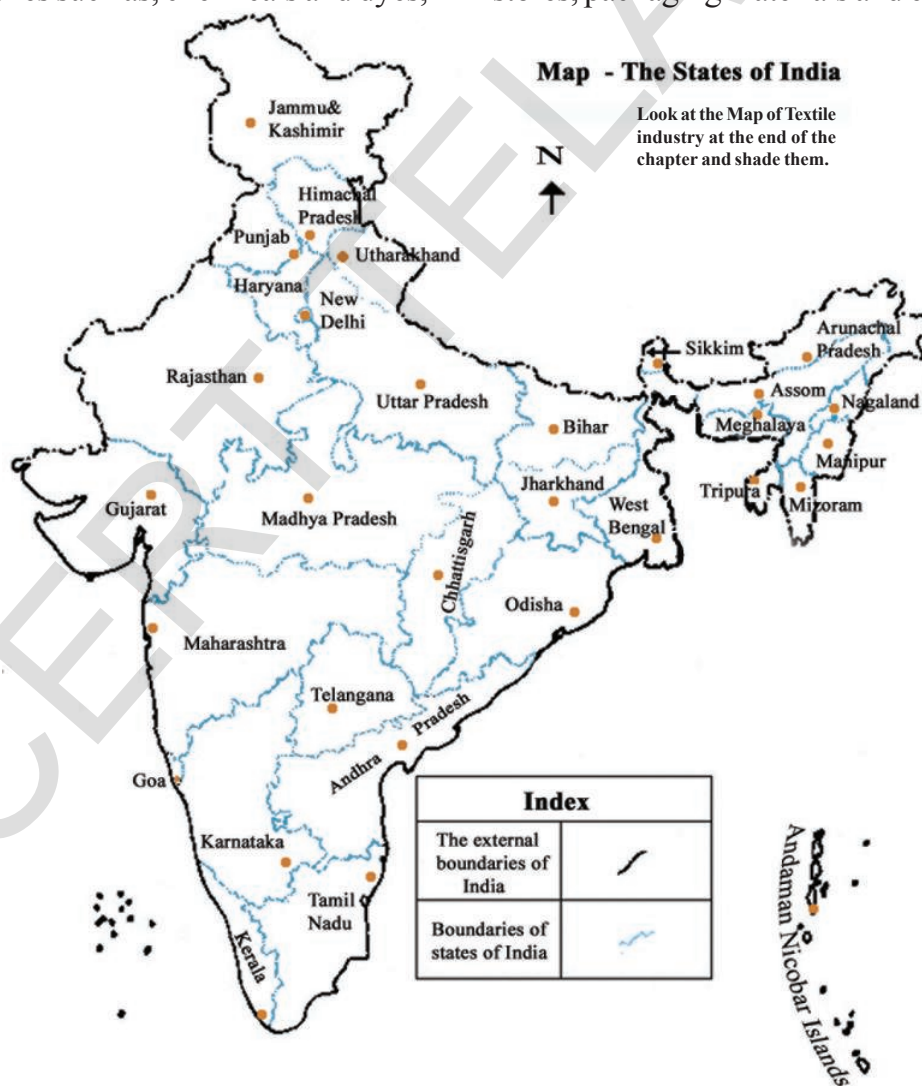 Map - The States of India
Look at the Map of Textile
industry at the end of the
chapter and shade them.
N
Jammu&
Kashimir
Himachal
Pradesh
Punjab
Utharakhand
Haryana
New
Delhi
Rajasthan
Uttar Pradesh
Bihar
Sikkim
Arunachal
Pradesh
Assom
Nagaland
Meghalaya
Manipur
Tripura
Mizoram
Gujarat
Madhya Pradesh
Jharkhand
West
Bengal
Chhattisgarh
Odisha
Maharashtra
Telangana
Andhra Pradesh
Goa
Karnataka
Tamil
Nadu
Kerala
Index
The external
boundaries of
India
Boundaries of
states of India
Andaman Nicobar Islands